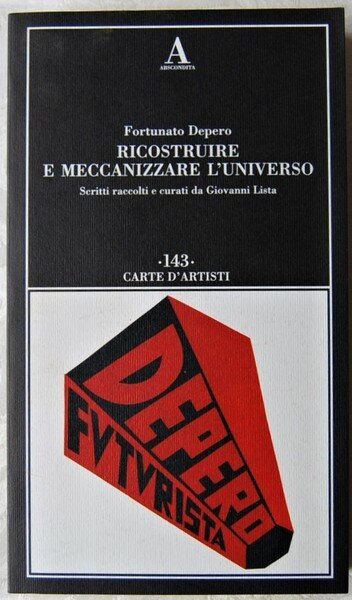 A
ABSCONDITA
Fortunato Depero
RICOSTRUIRE
E MECCANIZZARE L'UNIVERSO
Scritti raccolti e curati da Giovanni Lista
·143·
CARTE D'ARTISTI
DEPERO
FVTVRISTA